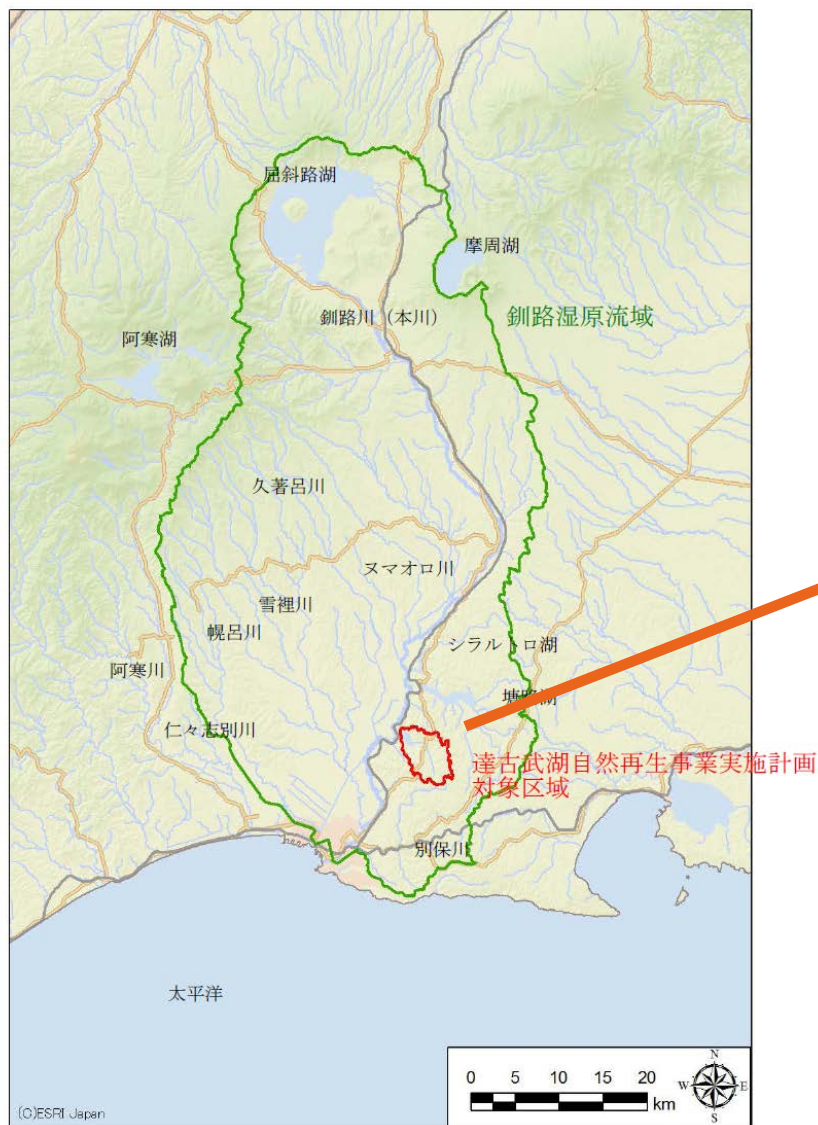 屈斜路湖
摩周湖
釧路川（本川）
釧路湿原流域
阿寒湖
久著呂川
ヌマオロ川
雪裡川
幌呂川
シラルトロ湖
阿寒川
塘路湖
仁々志別川
達古武湖自然再生事業実施計画
対象区域
別保川
太平洋
N
W E
S
0 5 10 15 20
km
(C)ESRI Japan